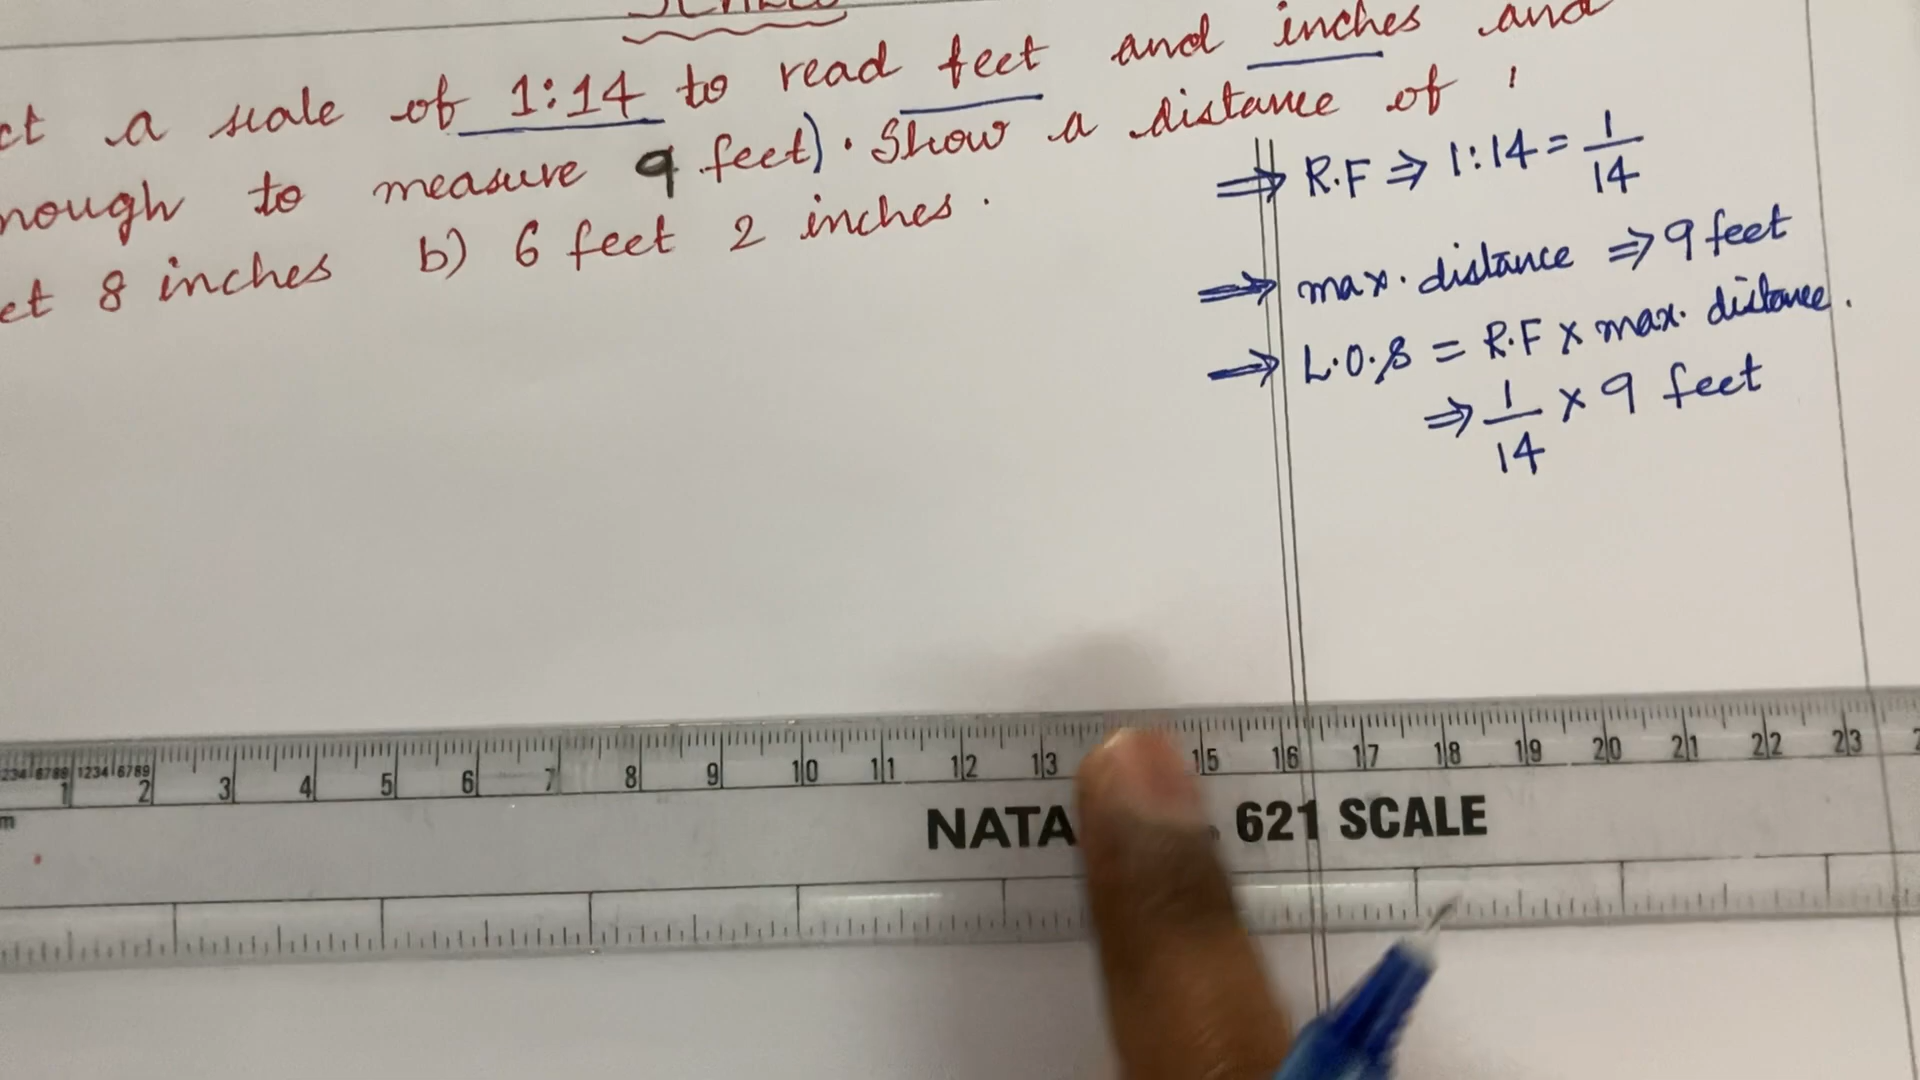 ct a scale of 1:14 to read feet and inches and
nough to measure 9 feet). Show a distance of
et 8 inches b) 6 feet 2 inches.
⇒ R.F ⇒ 1:14 = 1/14
⇒ max. distance ⇒ 9 feet
⇒ L.O.S = R.F x max. distance.
⇒ 1/14 x 9 feet
1 2 3 4 5 6 7 8 9 10 11 12 13 15 16 17 18 19 20 21 22 23
NATA 621 SCALE